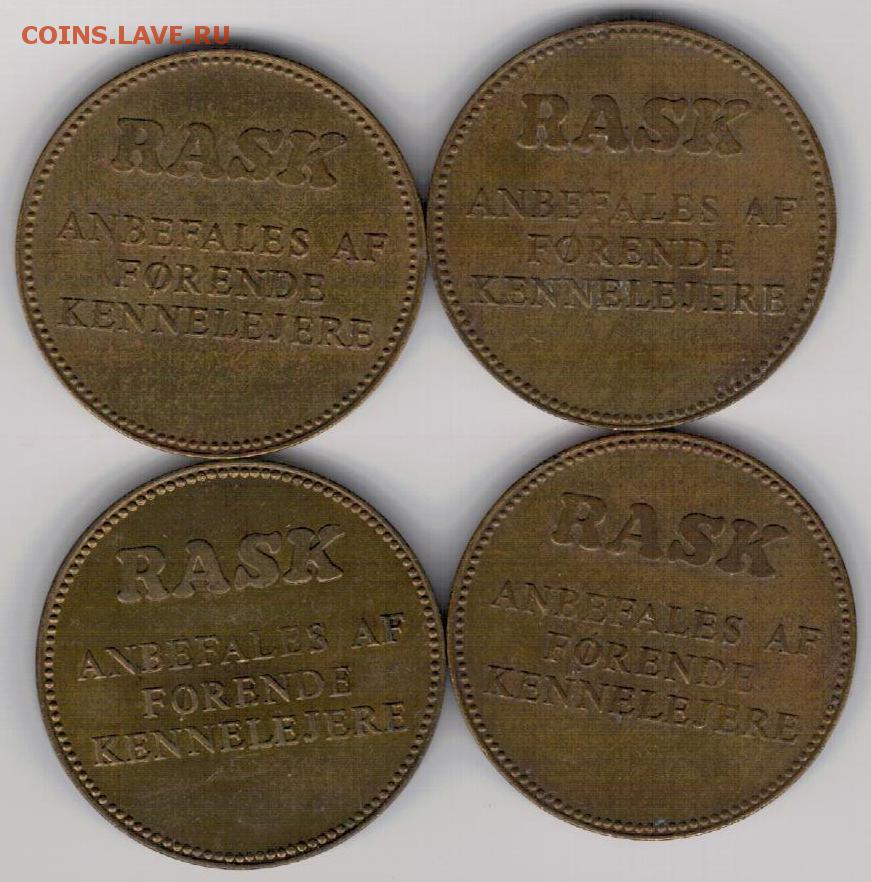 COINS.LAVE.RU
RASK
ANBEFALES AF
FØRENDE
KENNELEJERE
RASK
ANBEFALES AF
FØRENDE
KENNELEJERE
RASK
ANBEFALES AF
FØRENDE
KENNELEJERE
RASK
ANBEFALES AF
FØRENDE
KENNELEJERE